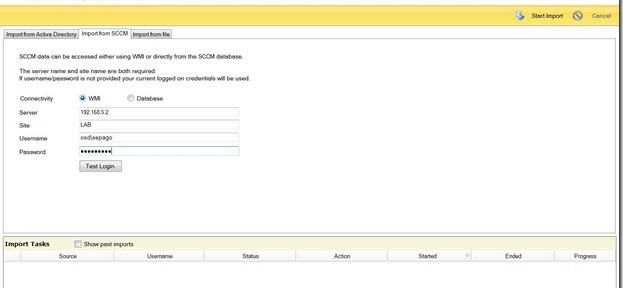 Start Import Cancel
Import from Active Directory Import from SCCM Import from file
SCCM data can be accessed either using WMI or directly from the SCCM database.
The server name and site name are both required.
If username/password is not provided your current logged on credentials will be used.
Connectivity WMI Database
Server 192.168.5.2
Site LAB
Username osd\sepago
Password •••••••••
Test Login
Import Tasks Show past imports
Source Username Status Action Started Ended Progress